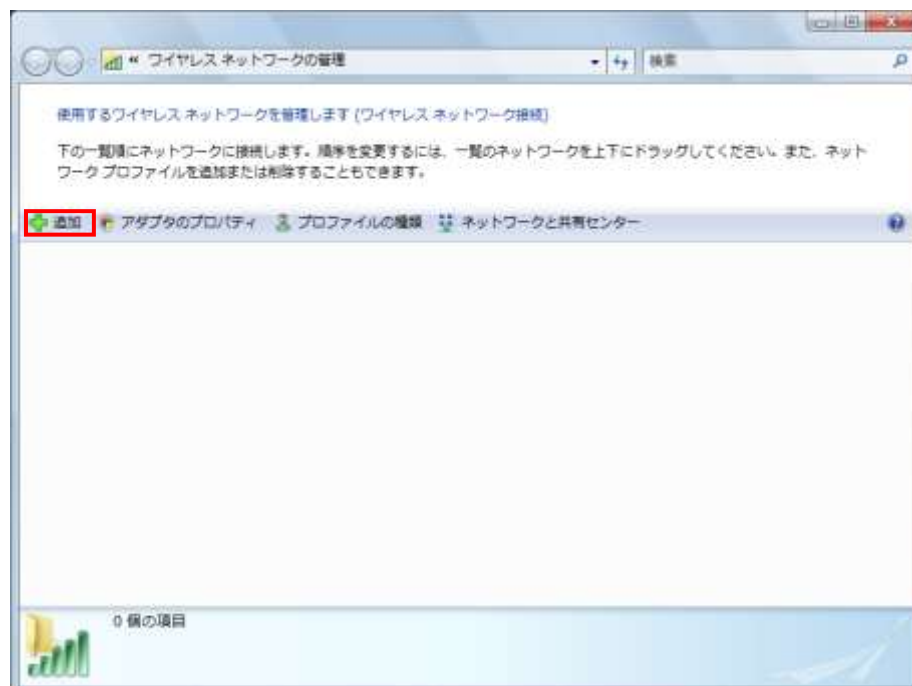 « ワイヤレス ネットワークの管理
検索
使用するワイヤレス ネットワークを管理します (ワイヤレス ネットワーク接続)
下の一覧順にネットワークに接続します。順序を変更するには、一覧のネットワークを上下にドラッグしてください。また、ネット
ワーク プロファイルを追加または削除することもできます。
追加 アダプタのプロパティ プロファイルの種類 ネットワークと共有センター
0 個の項目